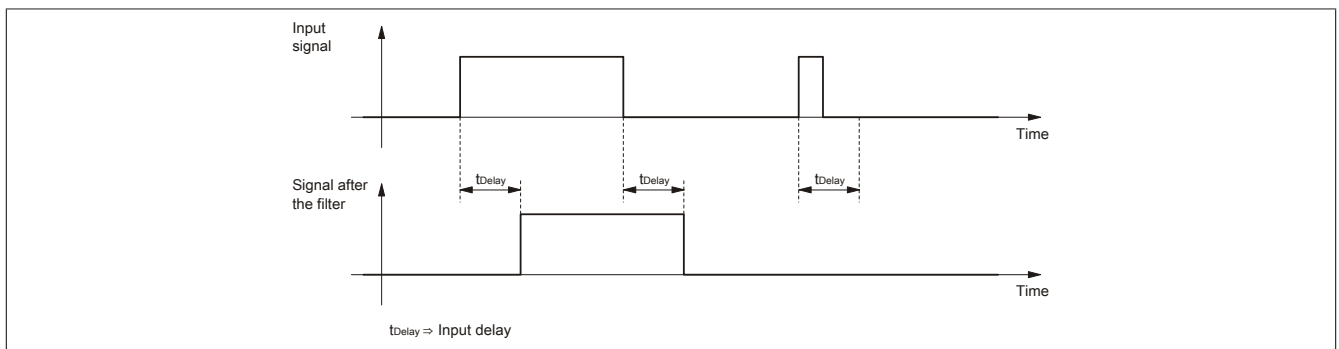 Input
signal
Time
tDelay
tDelay
tDelay
Signal after
the filter
Time
tDelay ⇒ Input delay